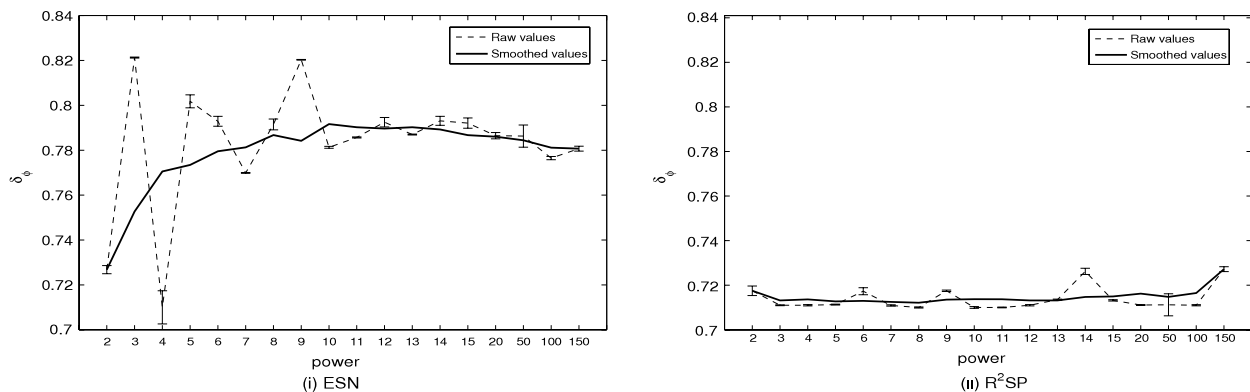 0.84
0.82
0.8
0.78
0.76
0.74
0.72
0.7
δϕ
Raw values
Smoothed values
2 3 4 5 6 7 8 9 10 11 12 13 14 15 20 50 100 150
power
(i) ESN
0.84
0.82
0.8
0.78
0.76
0.74
0.72
0.7
δϕ
Raw values
Smoothed values
2 3 4 5 6 7 8 9 10 11 12 13 14 15 20 50 100 150
power
(ıı) R²SP